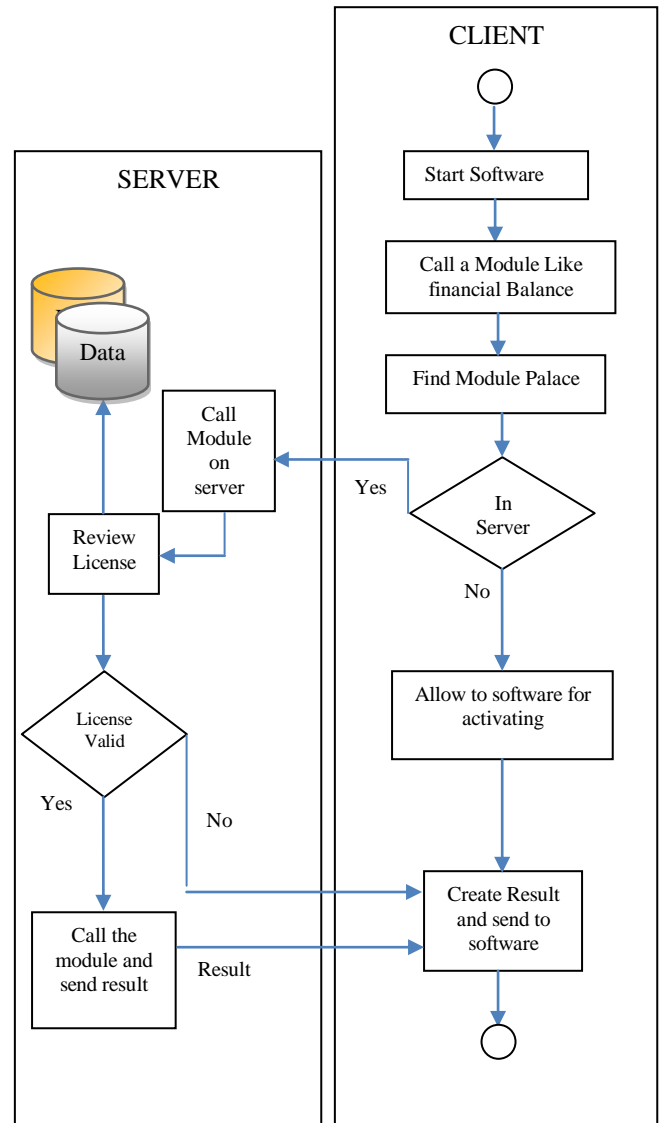 CLIENT
Start Software
Call a Module Like
financial Balance
Find Module Palace
In
Server
Yes
No
Allow to software for
activating
Create Result
and send to
software
SERVER
Data
Call
Module
on
server
Review
License
License
Valid
Yes
No
Call the
module and
send result
Result